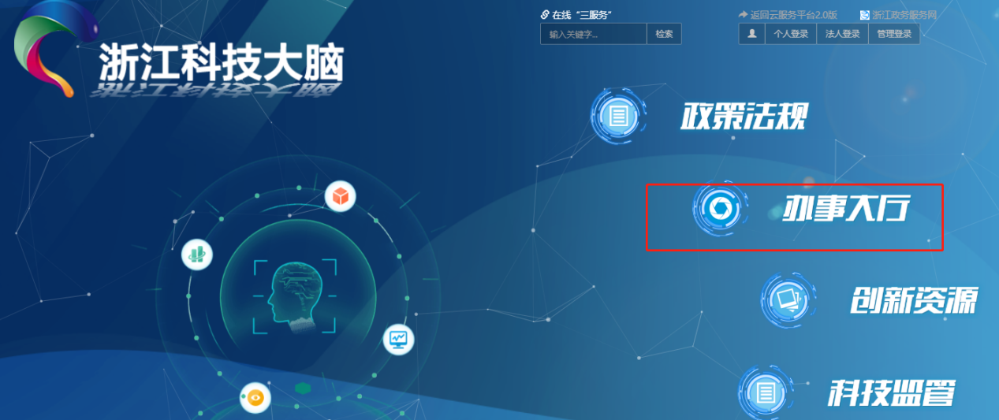 在线“三服务”
返回云服务平台2.0版
浙江政务服务网
输入关键字...
检索
个人登录
法人登录
管理登录
浙江科技大脑
政策法规
办事大厅
创新资源
科技监管